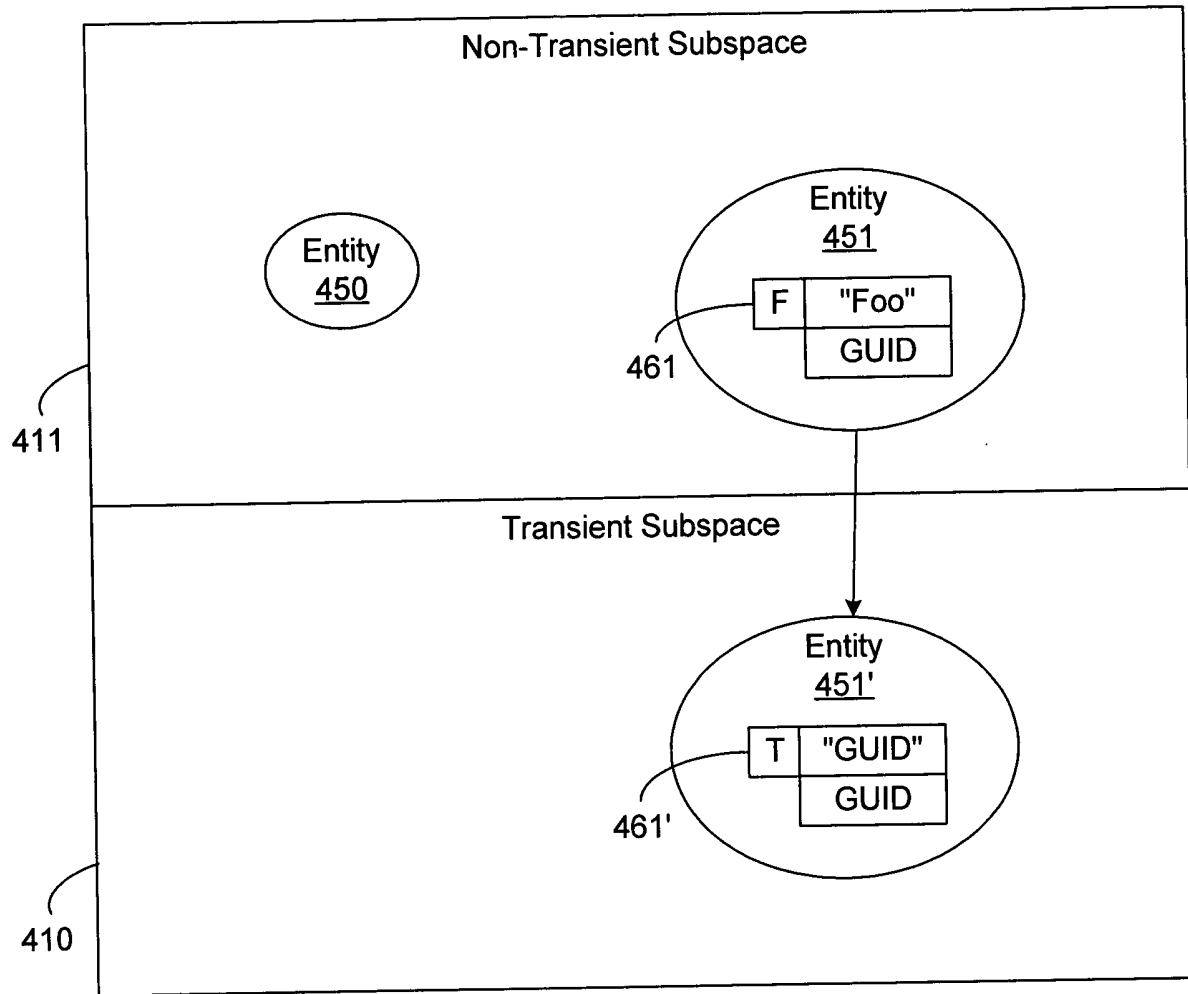 Non-Transient Subspace
Entity
450
Entity
451
F "Foo"
GUID
461
411
Transient Subspace
Entity
451'
T "GUID"
GUID
461'
410